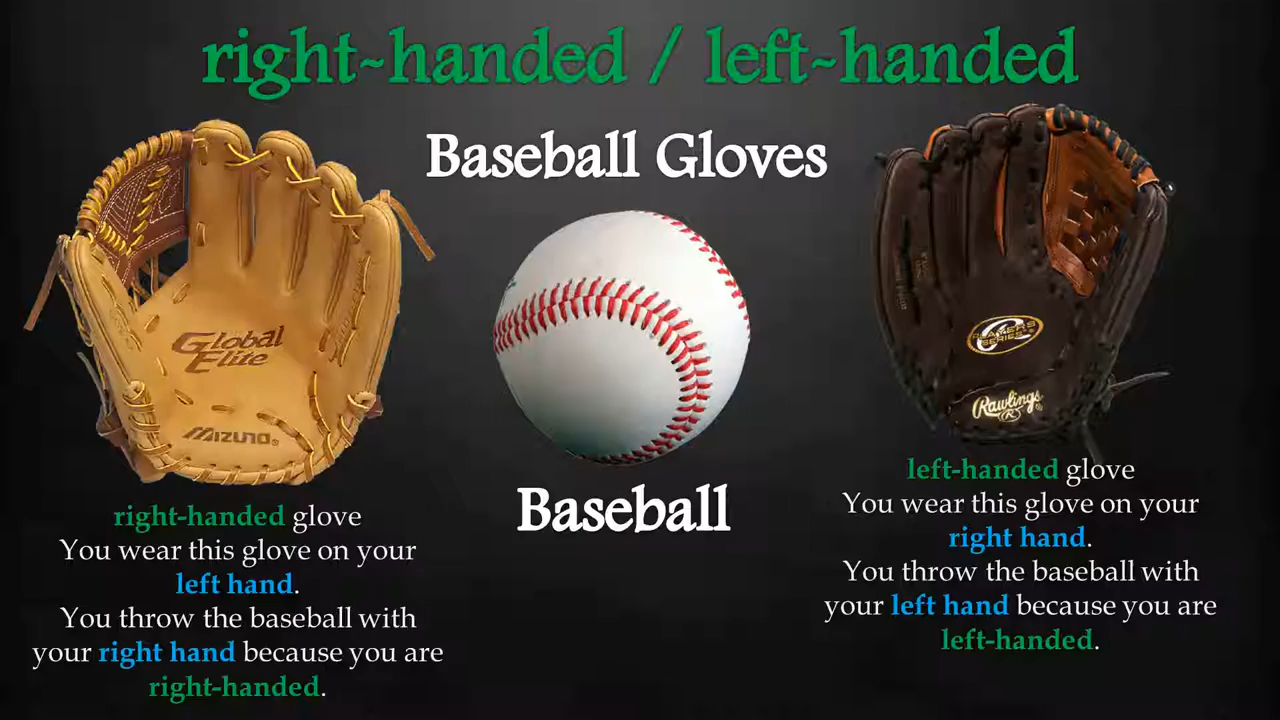 right-handed / left-handed
Baseball Gloves
Global
Elite
MIZUNO
PLAYERS
SERIES
Rawlings
R
Baseball
right-handed glove
You wear this glove on your
left hand.
You throw the baseball with
your right hand because you are
right-handed.
left-handed glove
You wear this glove on your
right hand.
You throw the baseball with
your left hand because you are
left-handed.